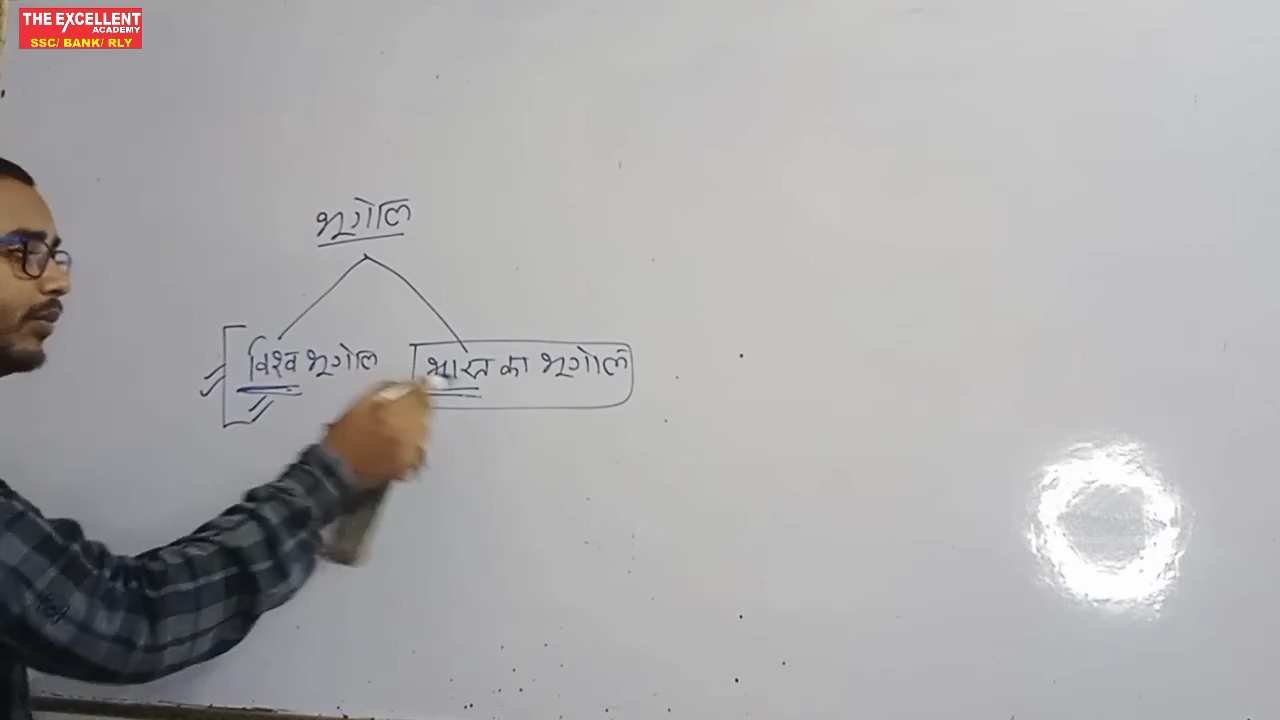 THE EXCELLENT
ACADEMY
SSC/ BANK/ RLY
भूगोल
विश्व भूगोल
भारत का भूगोल